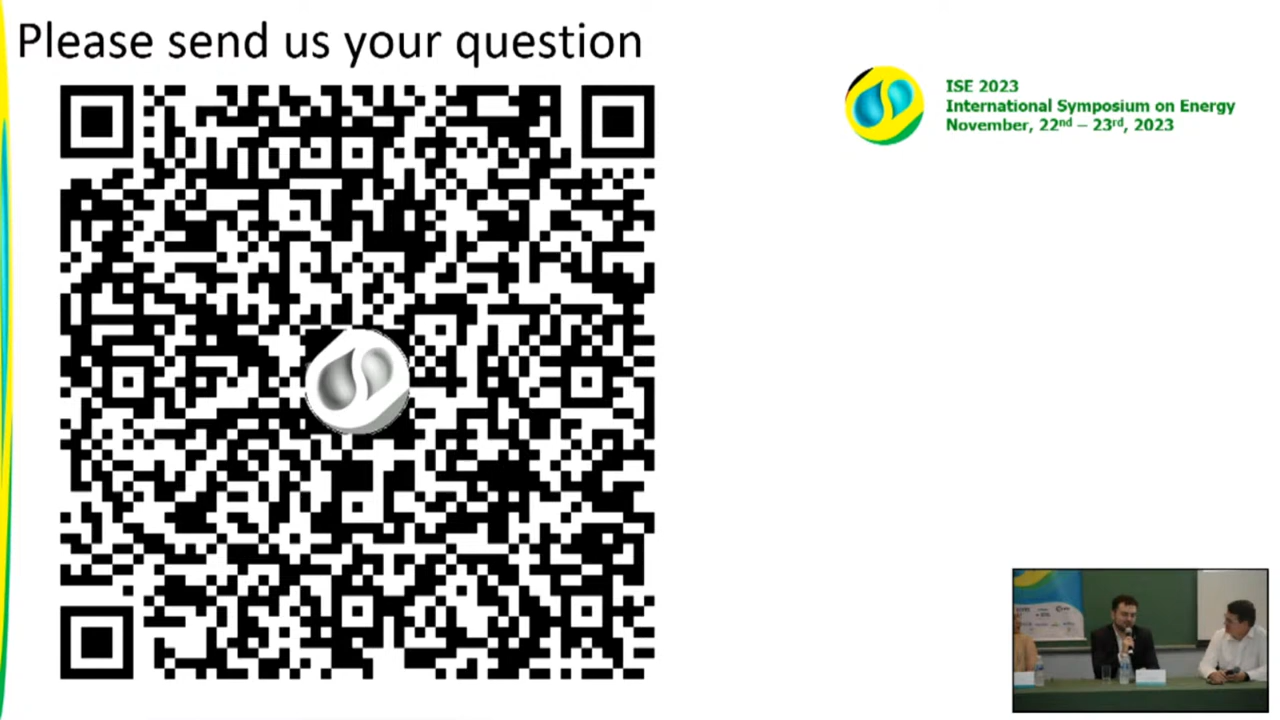 Please send us your question
ISE 2023
International Symposium on Energy
November, 22nd – 23rd, 2023